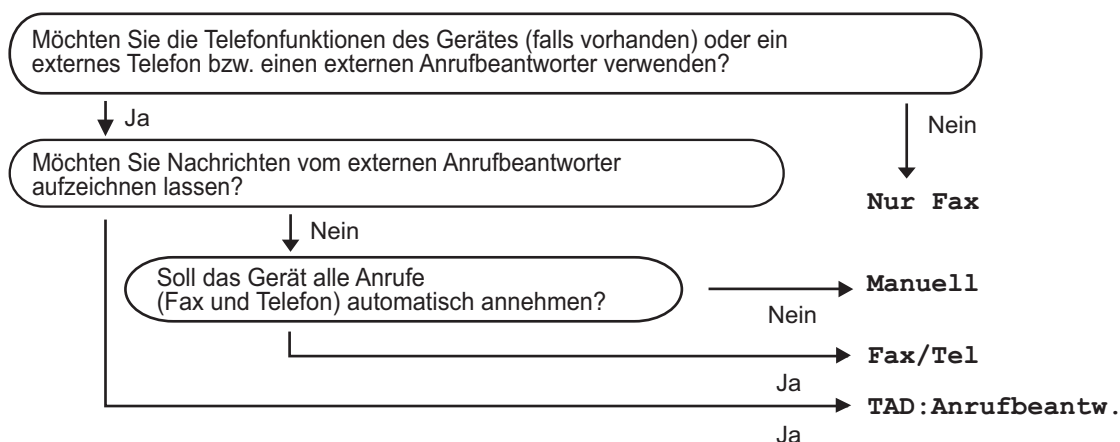 Möchten Sie die Telefonfunktionen des Gerätes (falls vorhanden) oder ein
externes Telefon bzw. einen externen Anrufbeantworter verwenden?
Ja
Nein
Möchten Sie Nachrichten vom externen Anrufbeantworter
aufzeichnen lassen?
Nur Fax
Nein
Soll das Gerät alle Anrufe
(Fax und Telefon) automatisch annehmen?
Manuell
Nein
Fax/Tel
Ja
TAD:Anrufbeantw.
Ja